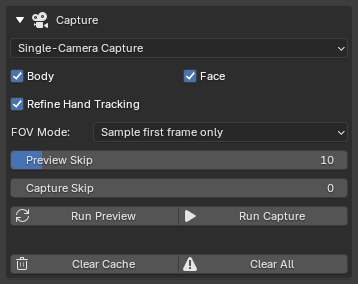 Capture
Single-Camera Capture
Body Face
Refine Hand Tracking
FOV Mode: Sample first frame only
Preview Skip 10
Capture Skip 0
Run Preview Run Capture
Clear Cache Clear All